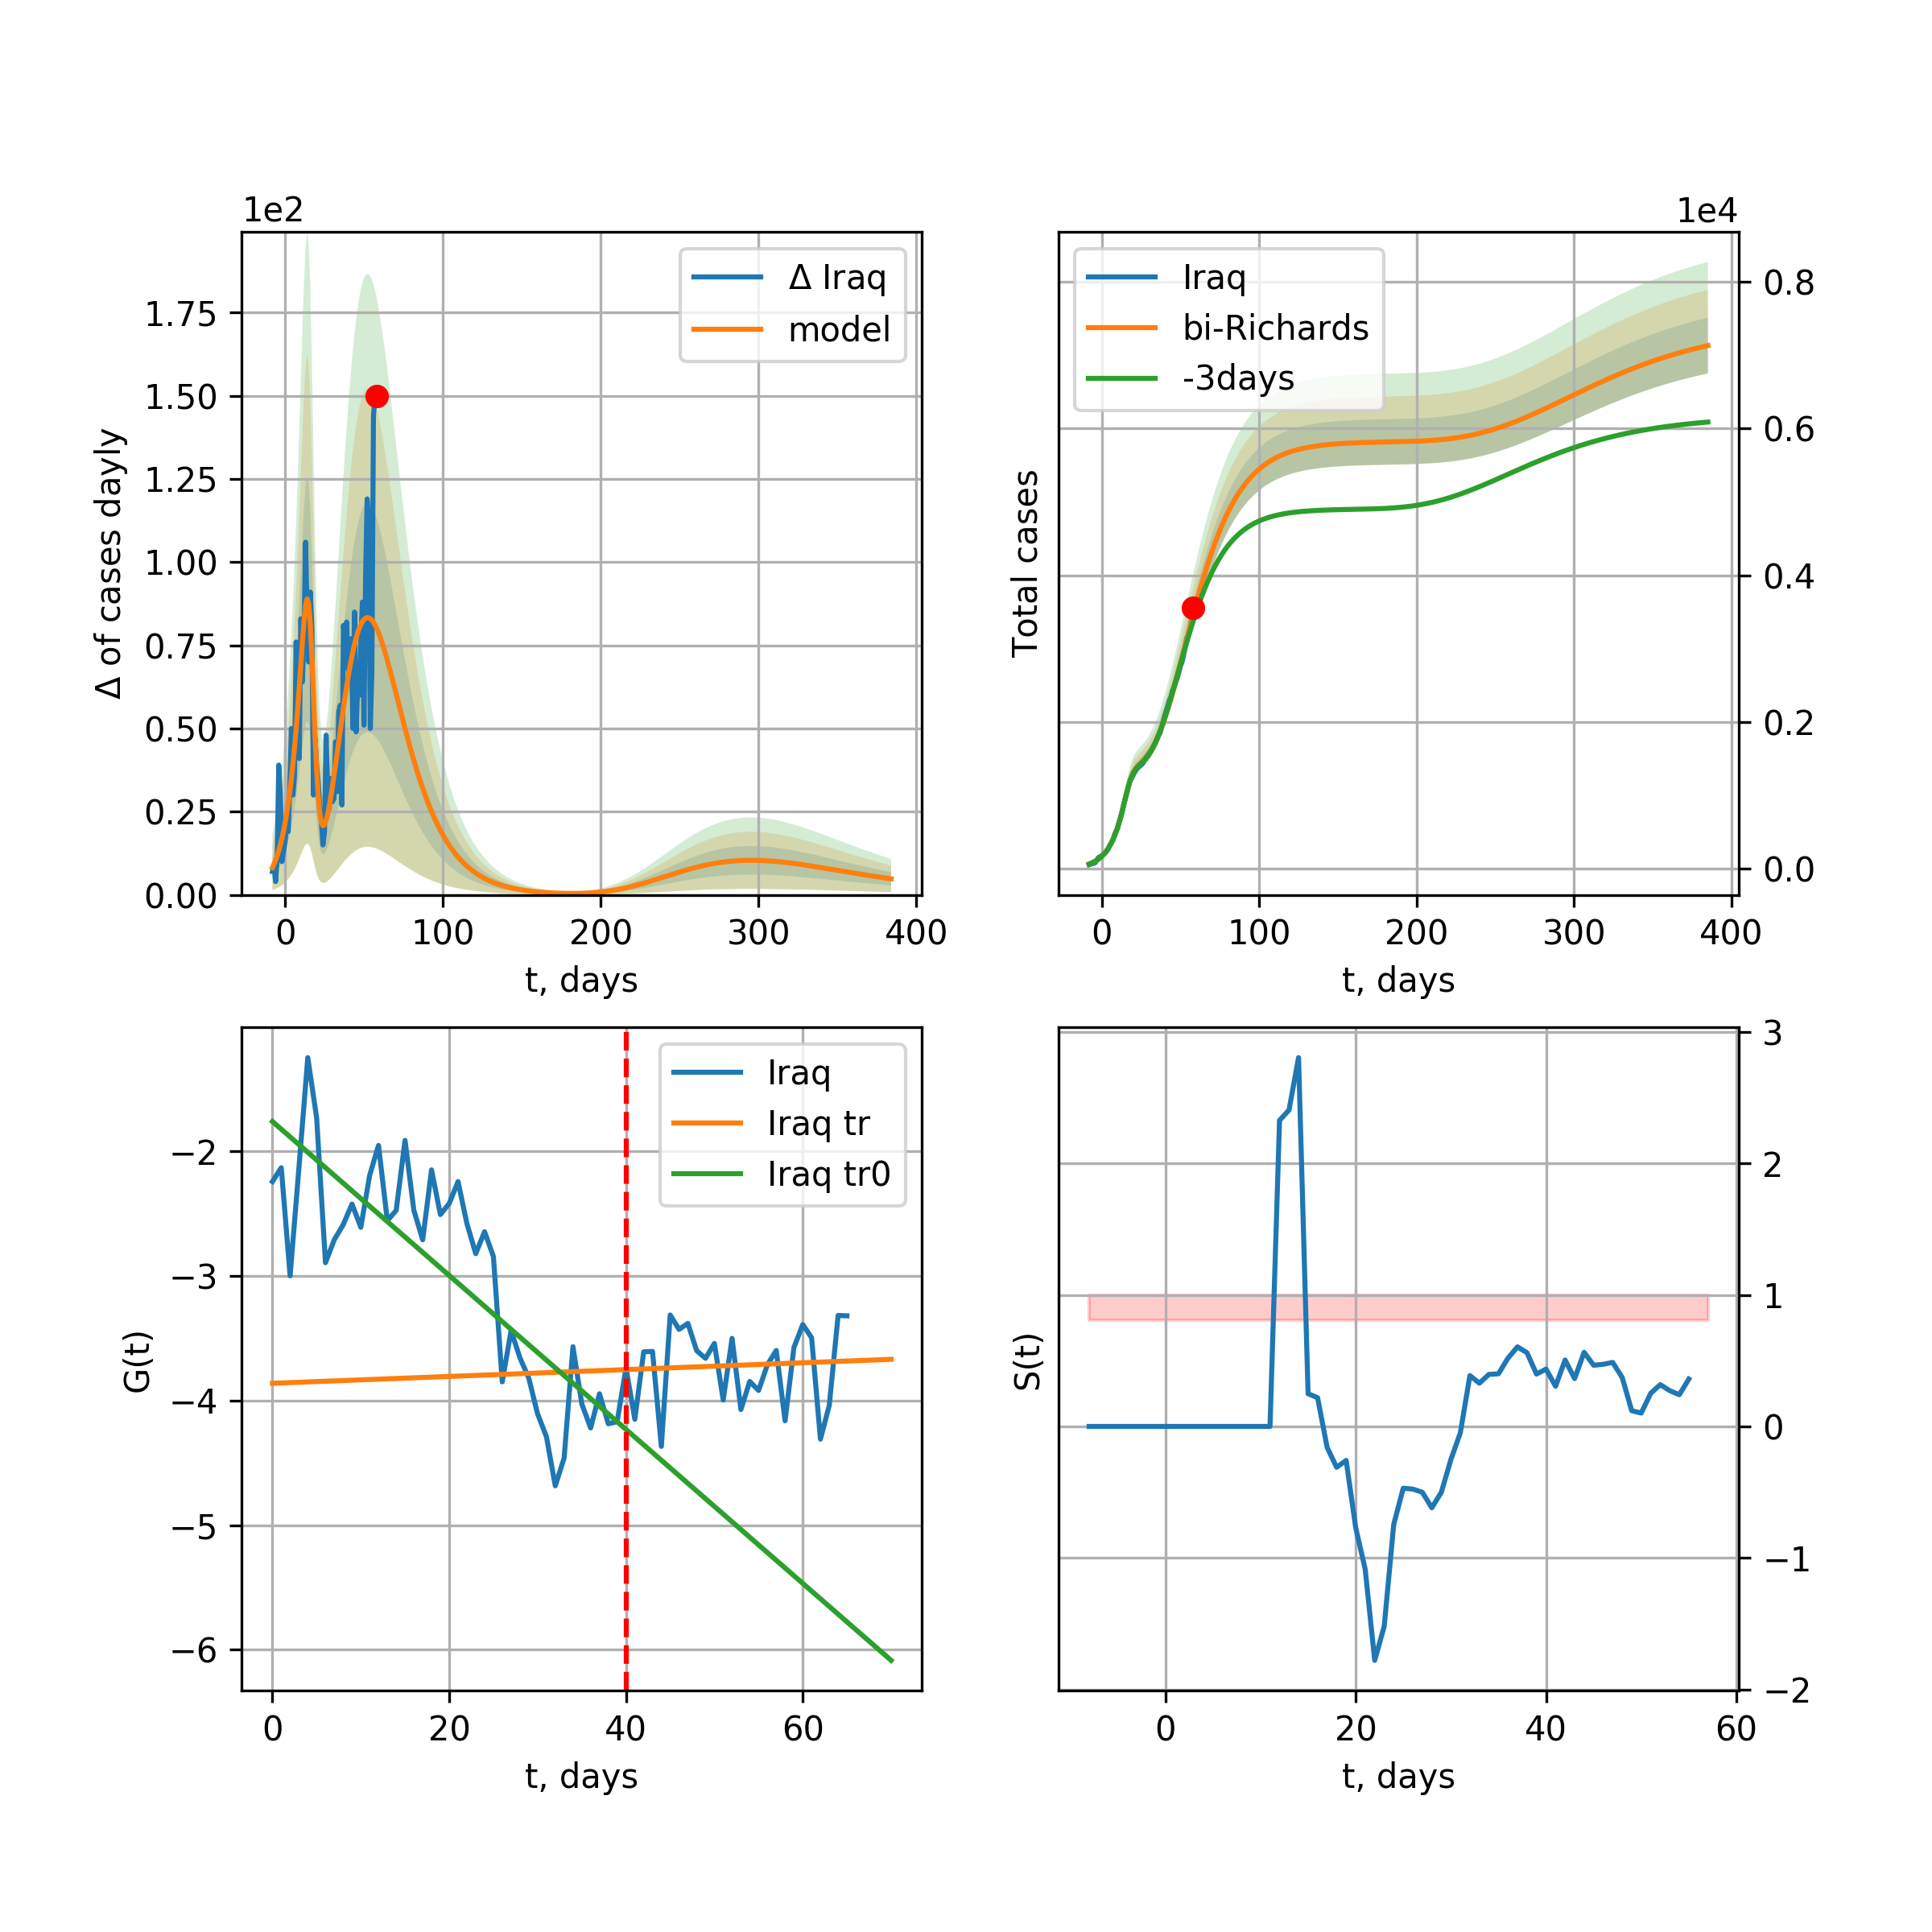 1e2
Δ of cases dayly
1.75
1.50
1.25
1.00
0.75
0.50
0.25
0.00
0 100 200 300 400
t, days
Δ Iraq
model
1e4
Total cases
0.8
0.6
0.4
0.2
0.0
0 100 200 300 400
t, days
Iraq
bi-Richards
-3days
G(t)
−2
−3
−4
−5
−6
0 20 40 60
t, days
Iraq
Iraq tr
Iraq tr0
S(t)
3
2
1
0
−1
−2
0 20 40 60
t, days